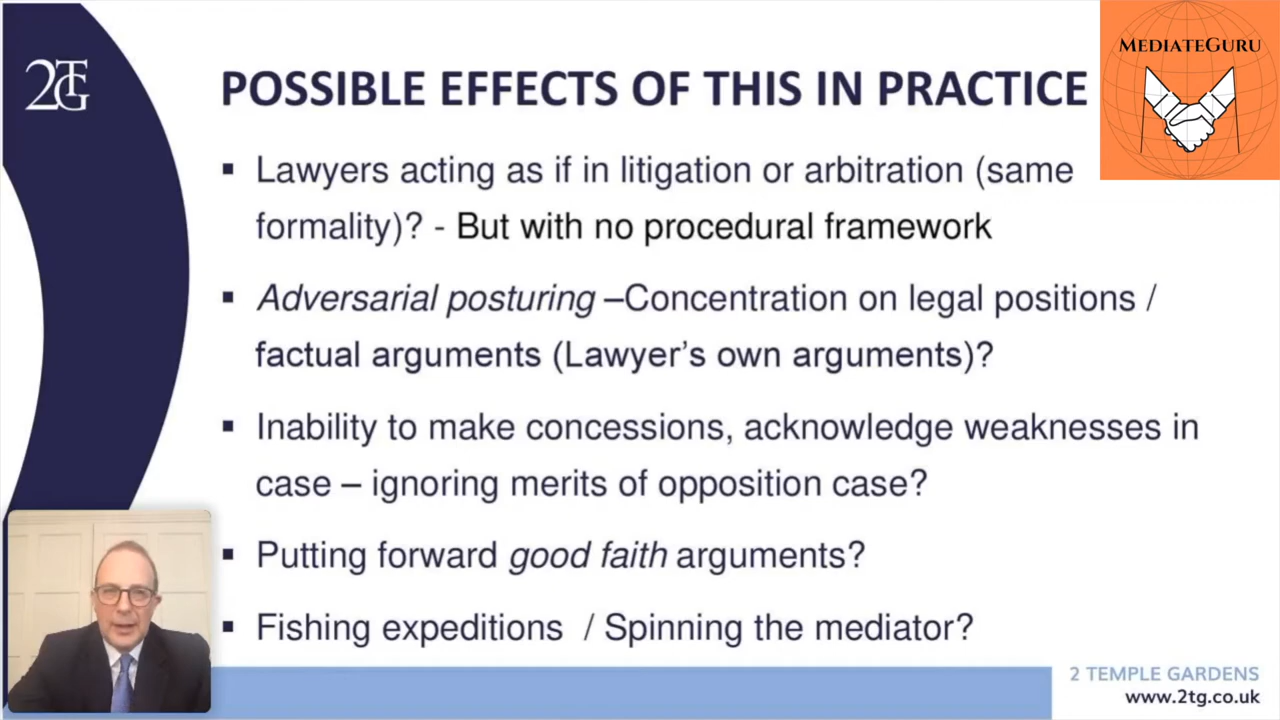 2TG
POSSIBLE EFFECTS OF THIS IN PRACTICE
MEDIATEGURU
▪ Lawyers acting as if in litigation or arbitration (same
formality)? - But with no procedural framework
▪ Adversarial posturing –Concentration on legal positions /
factual arguments (Lawyer’s own arguments)?
▪ Inability to make concessions, acknowledge weaknesses in
case – ignoring merits of opposition case?
▪ Putting forward good faith arguments?
▪ Fishing expeditions / Spinning the mediator?
2 TEMPLE GARDENS
www.2tg.co.uk